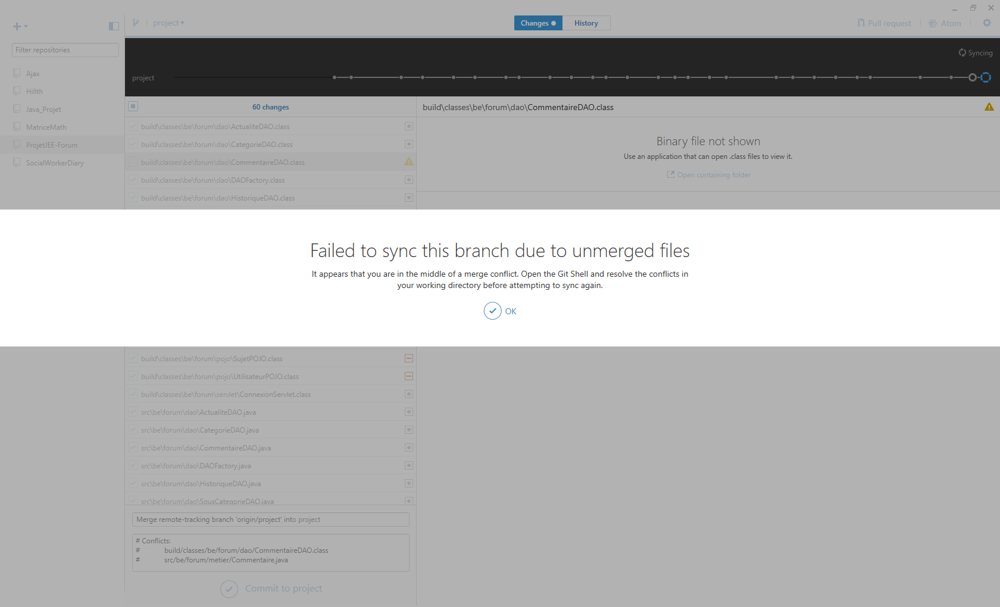 project
Changes
History
Pull request
Atom
Filter repositories
Ajax
Hillth
Java_Projet
MatriceMath
ProjetJEE-Forum
SocialWorkerDiary
Syncing
project
60 changes
build\classes\be\forum\dao\ActualiteDAO.class
build\classes\be\forum\dao\CategorieDAO.class
build\classes\be\forum\dao\CommentaireDAO.class
build\classes\be\forum\dao\DAOFactory.class
build\classes\be\forum\dao\HistoriqueDAO.class
build\classes\be\forum\dao\CommentaireDAO.class
Binary file not shown
Use an application that can open .class files to view it.
Open containing folder
Failed to sync this branch due to unmerged files
It appears that you are in the middle of a merge conflict. Open the Git Shell and resolve the conflicts in
your working directory before attempting to sync again.
OK
build\classes\be\forum\pojo\SujetPOJO.class
build\classes\be\forum\pojo\UtilisateurPOJO.class
build\classes\be\forum\servlet\ConnexionServlet.class
src\be\forum\dao\ActualiteDAO.java
src\be\forum\dao\CategorieDAO.java
src\be\forum\dao\CommentaireDAO.java
src\be\forum\dao\DAOFactory.java
src\be\forum\dao\HistoriqueDAO.java
src\be\forum\dao\SousCategorieDAO.java
Merge remote-tracking branch 'origin/project' into project
# Conflicts:
# build/classes/be/forum/dao/CommentaireDAO.class
# src/be/forum/metier/Commentaire.java
Commit to project